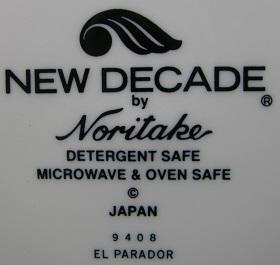 NEW DECADE ®
by
Noritake
DETERGENT SAFE
MICROWAVE & OVEN SAFE
©
JAPAN
9408
EL PARADOR